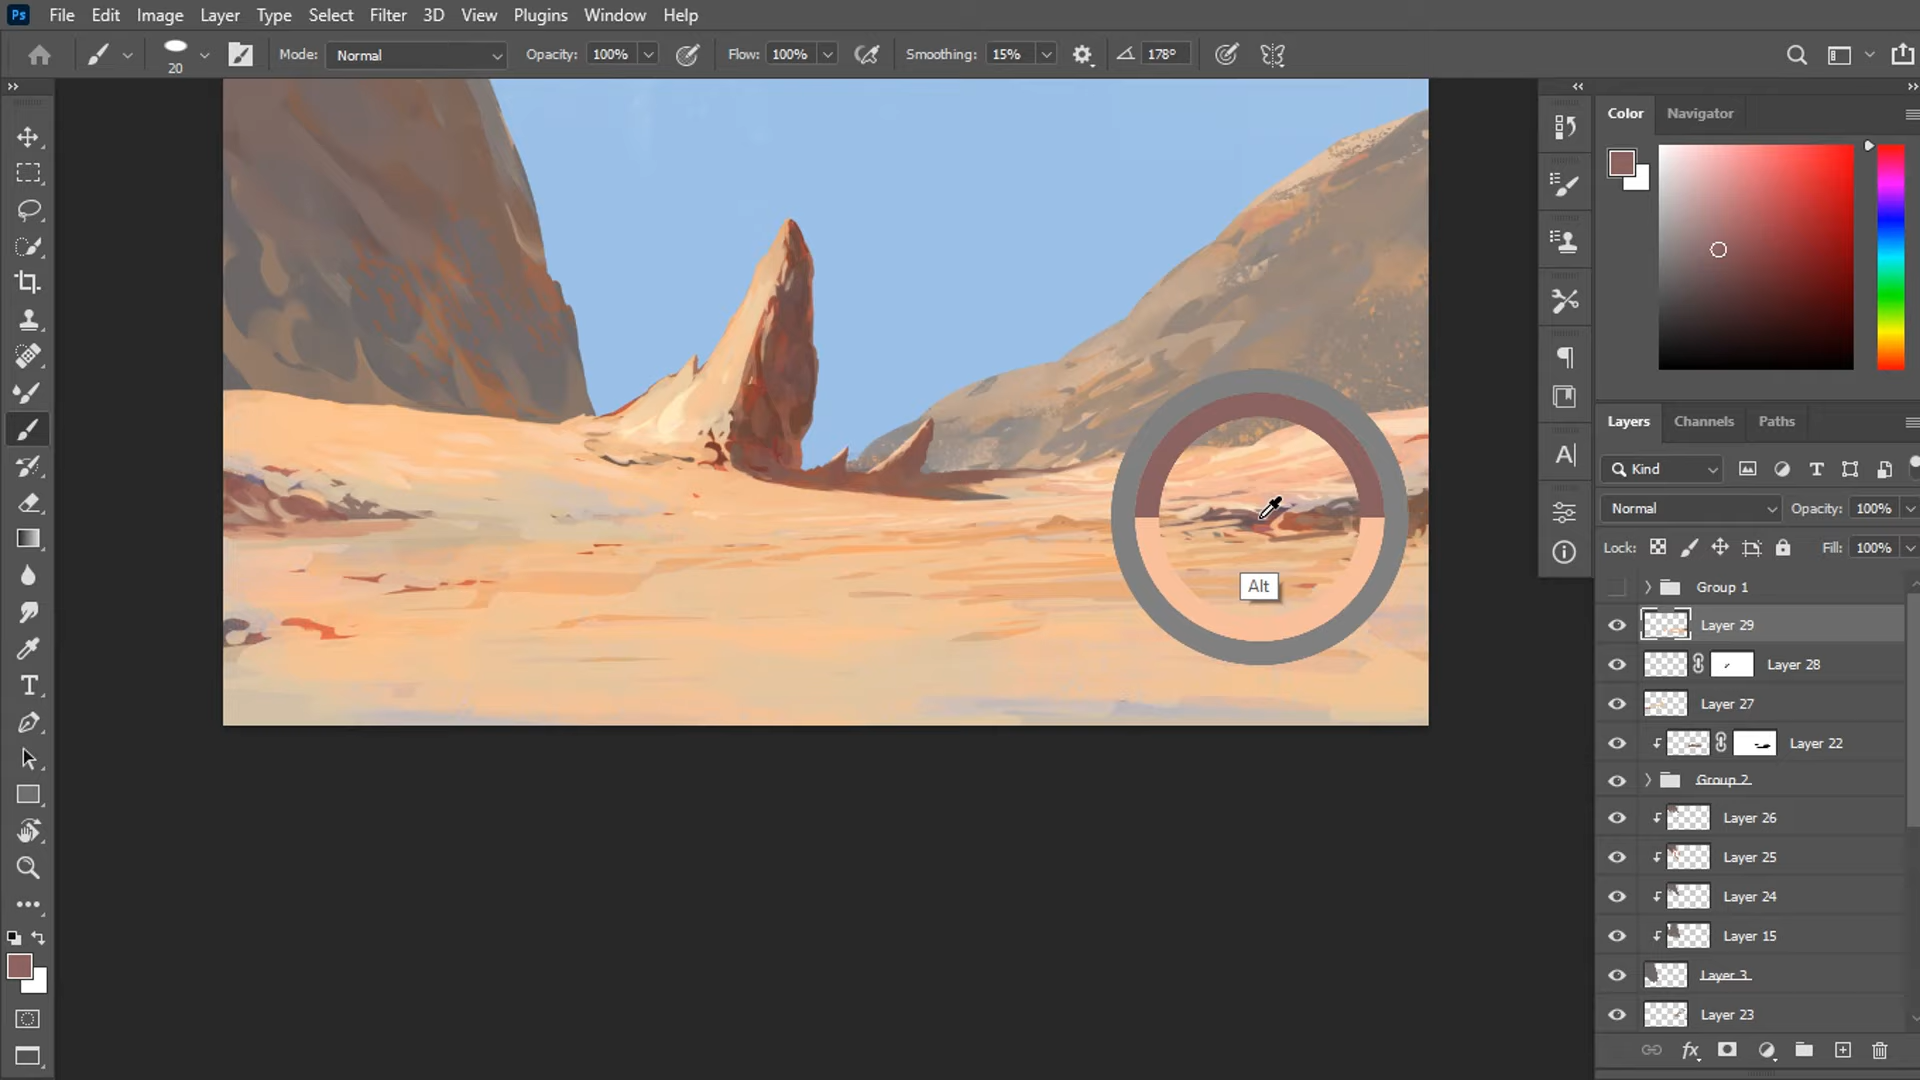 Ps File Edit Image Layer Type Select Filter 3D View Plugins Window Help
20 Mode: Normal Opacity: 100% Flow: 100% Smoothing: 15% 178°
Color Navigator
Layers Channels Paths
Kind
Normal Opacity: 100%
Lock: Fill: 100%
Group 1
Layer 29
Layer 28
Layer 27
Layer 22
Group 2
Layer 26
Layer 25
Layer 24
Layer 15
Layer 3
Layer 23
fx
Alt